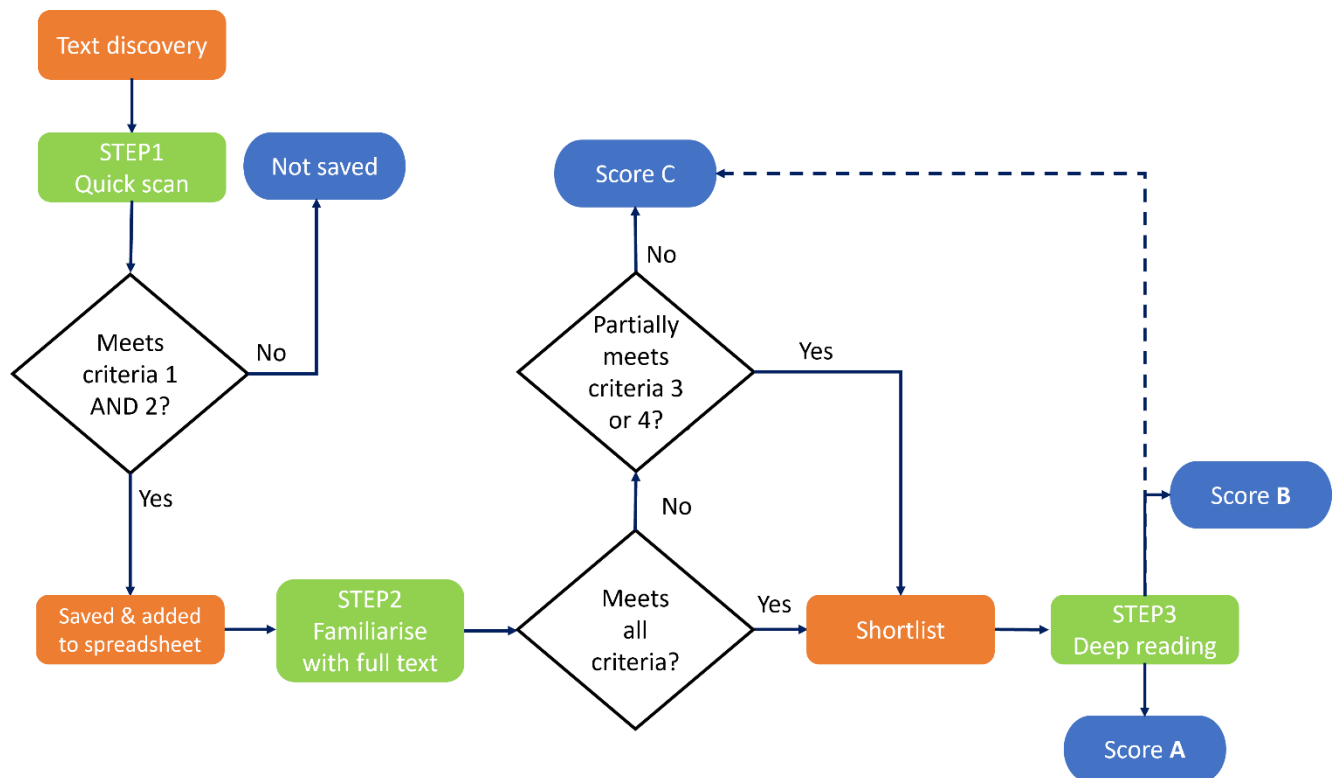 Text discovery
STEP1
Quick scan
Not saved
Meets
criteria 1
AND 2?
No
Yes
Saved & added
to spreadsheet
STEP2
Familiarise
with full text
Meets
all
criteria?
No
Yes
Partially
meets
criteria 3
or 4?
No
Yes
Score C
Shortlist
STEP3
Deep reading
Score B
Score A